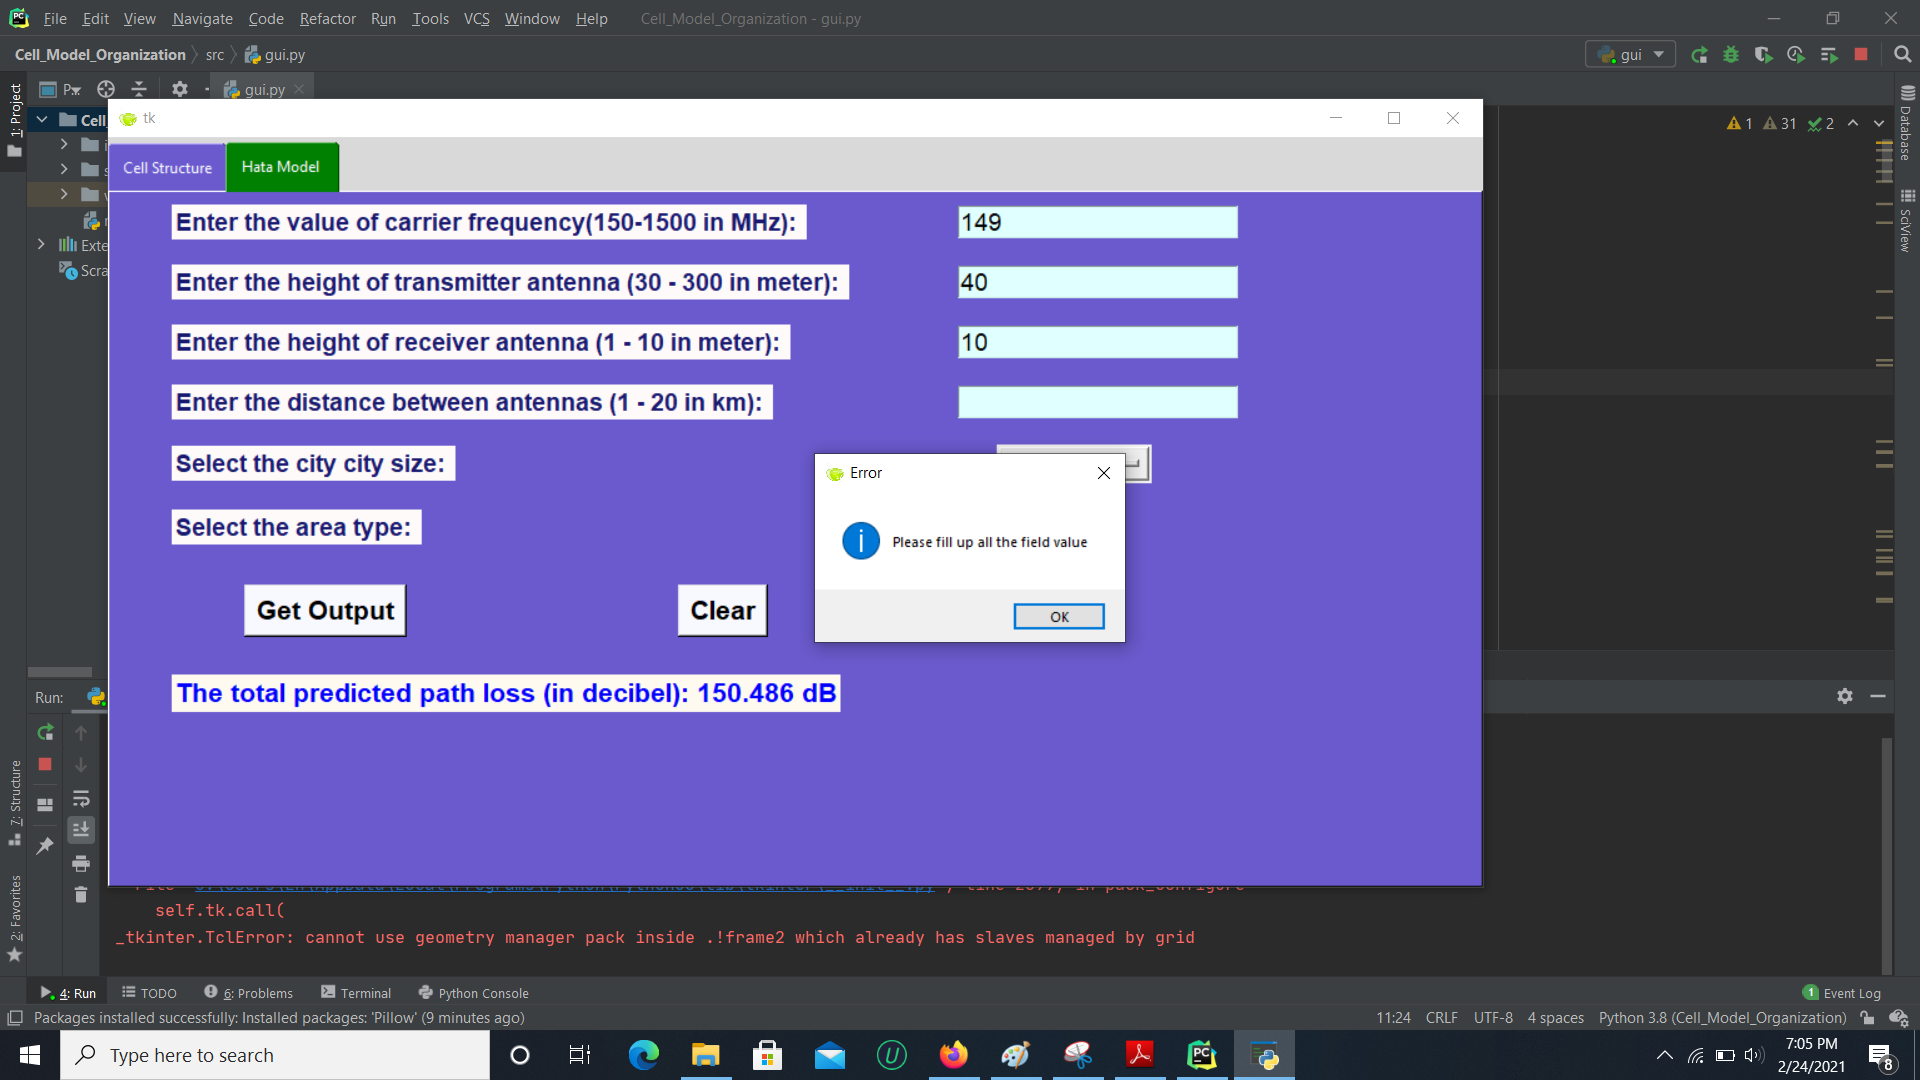 File Edit View Navigate Code Refactor Run Tools VCS Window Help Cell_Model_Organization - gui.py
Cell_Model_Organization src gui.py
gui
P... gui.py
1: Project
Cell_
Exte
Scra
tk
Cell Structure Hata Model
Enter the value of carrier frequency(150-1500 in MHz): 149
Enter the height of transmitter antenna (30 - 300 in meter): 40
Enter the height of receiver antenna (1 - 10 in meter): 10
Enter the distance between antennas (1 - 20 in km):
Select the city city size:
Select the area type:
Get Output Clear
The total predicted path loss (in decibel): 150.486 dB
Error
Please fill up all the field value
OK
1 31 2
Database
SciView
Run:
7: Structure
2: Favorites
self.tk.call(
_tkinter.TclError: cannot use geometry manager pack inside .!frame2 which already has slaves managed by grid
4: Run TODO 6: Problems Terminal Python Console 1 Event Log
Packages installed successfully: Installed packages: 'Pillow' (9 minutes ago) 11:24 CRLF UTF-8 4 spaces Python 3.8 (Cell_Model_Organization)
Type here to search
7:05 PM
2/24/2021
8